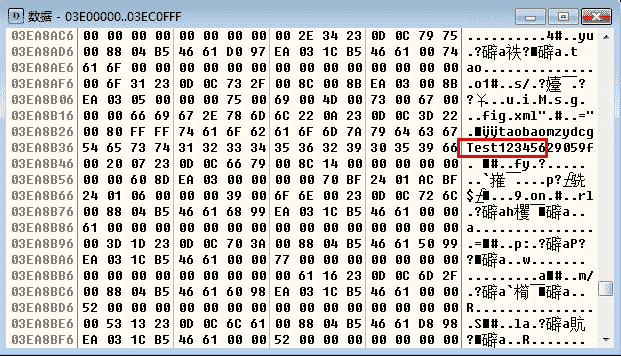 数据 - 03E00000..03EC0FFF
03EA8AC6 00 00 00 00 00 00 00 00 00 2E 34 23 0D 0C 79 75 ..........4#..yu
03EA8AD6 00 88 04 B5 46 61 D0 97 EA 03 1C B5 46 61 00 74
03EA8AE6 61 6F 00 00 00 00 00 00 00 00 00 00 00 00 00 00 ao..............
03EA8AF6 00 6F 31 23 0D 0C 73 2F 00 8C 00 8B EA 03 00 8B
03EA8B06 EA 03 05 00 00 00 75 00 69 00 4D 00 73 00 67 00
03EA8B16 00 00 66 69 67 2E 78 6D 6C 22 0A 23 0D 0C 3D 22 ..fig.xml".#..="
03EA8B26 00 80 FF FF 74 61 6F 62 61 6F 6D 7A 79 64 63 67 taobaomzydcg
03EA8B36 54 65 73 74 31 32 33 34 35 36 32 39 30 35 39 66 Test12345629059f
03EA8B46 00 20 07 23 0D 0C 66 79 00 8C 14 00 00 00 00 00
03EA8B56 00 00 60 8D EA 03 00 00 00 00 70 BF 24 01 AC BF
03EA8B66 24 01 06 00 00 00 39 00 6F 6E 00 23 0D 0C 72 6C
03EA8B76 00 88 04 B5 46 61 68 99 EA 03 1C B5 46 61 00 00
03EA8B86 61 00 00 00 00 00 00 00 00 00 00 00 00 00 00 00 a...............
03EA8B96 00 3D 1D 23 0D 0C 70 3A 00 88 04 B5 46 61 50 99
03EA8BA6 EA 03 1C B5 46 61 00 00 77 00 00 00 00 00 00 00
03EA8BB6 00 00 00 00 00 00 00 00 00 61 16 23 0D 0C 6D 2F
03EA8BC6 00 88 04 B5 46 61 60 98 EA 03 1C B5 46 61 00 00
03EA8BD6 52 00 00 00 00 00 00 00 00 00 00 00 00 00 00 00 R...............
03EA8BE6 00 53 13 23 0D 0C 6C 61 00 88 04 B5 46 61 D8 98
03EA8BF6 EA 03 1C B5 46 61 00 00 52 00 00 00 00 00 00 00